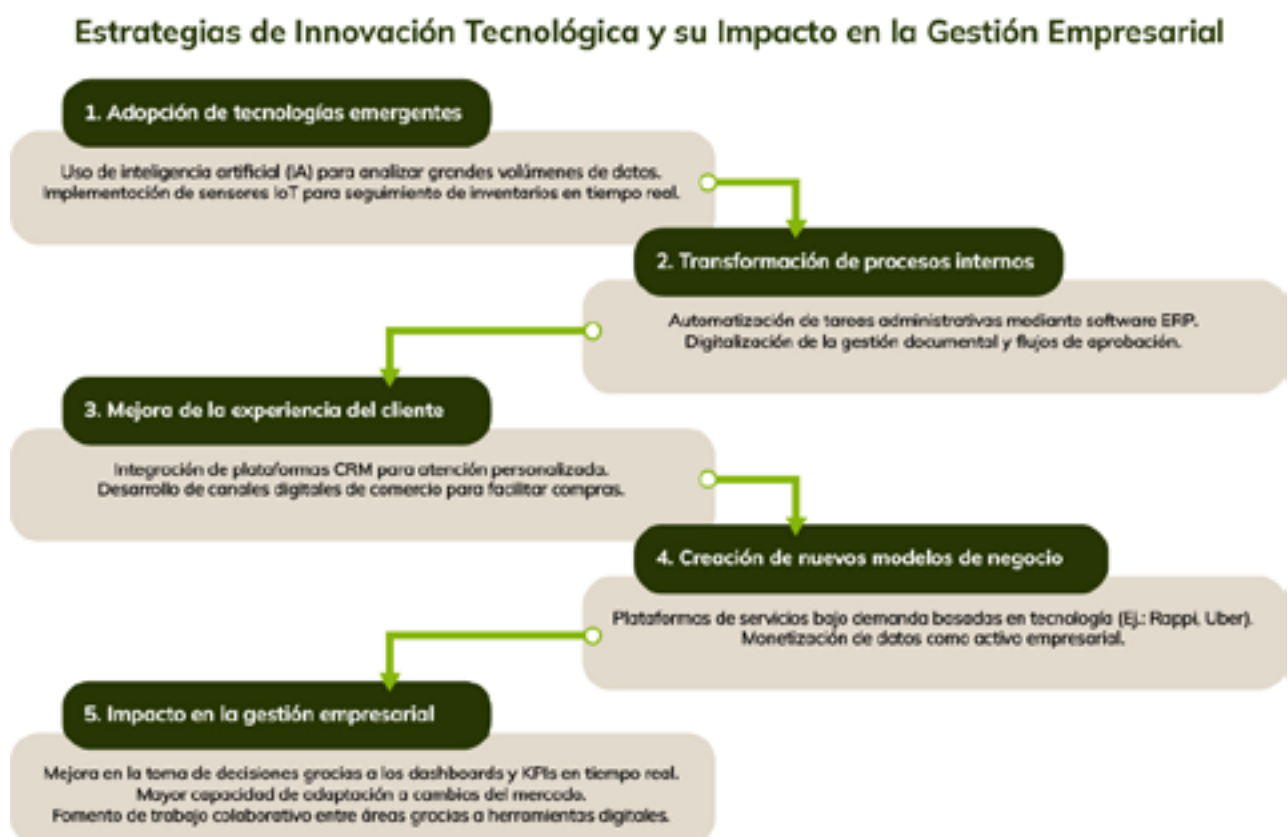 Estrategias de Innovación Tecnológica y su Impacto en la Gestión Empresarial
1. Adopción de tecnologías emergentes
Uso de inteligencia artificial (IA) para analizar grandes volúmenes de datos.
Implementación de sensores IoT para seguimiento de inventarios en tiempo real.
2. Transformación de procesos internos
Automatización de tareas administrativas mediante software ERP.
Digitalización de la gestión documental y flujos de aprobación.
3. Mejora de la experiencia del cliente
Integración de plataformas CRM para atención personalizada.
Desarrollo de canales digitales de comercio para facilitar compras.
4. Creación de nuevos modelos de negocio
Plataformas de servicios bajo demanda basadas en tecnología (Ej.: Rappi, Uber).
Monetización de datos como activo empresarial.
5. Impacto en la gestión empresarial
Mejora en la toma de decisiones gracias a los dashboards y KPIs en tiempo real.
Mayor capacidad de adaptación a cambios del mercado.
Fomento de trabajo colaborativo entre áreas gracias a herramientas digitales.